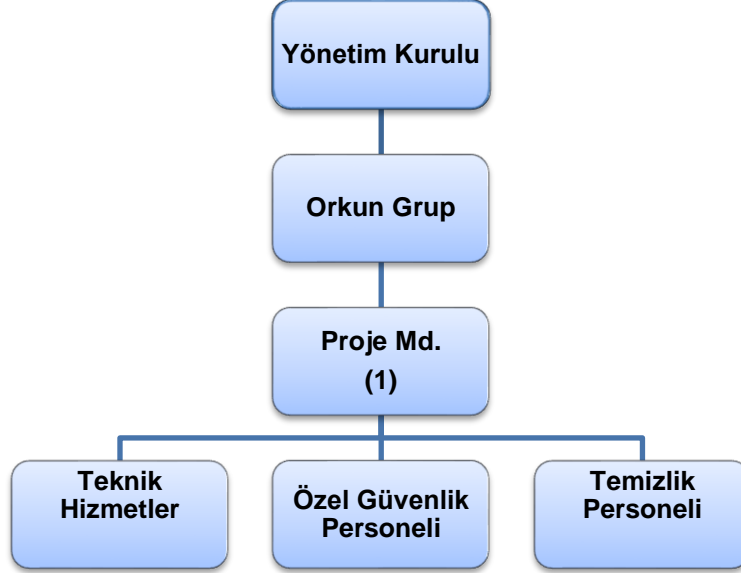 Yönetim Kurulu
Orkun Grup
Proje Md.
(1)
Teknik
Hizmetler
Özel Güvenlik
Personeli
Temizlik
Personeli